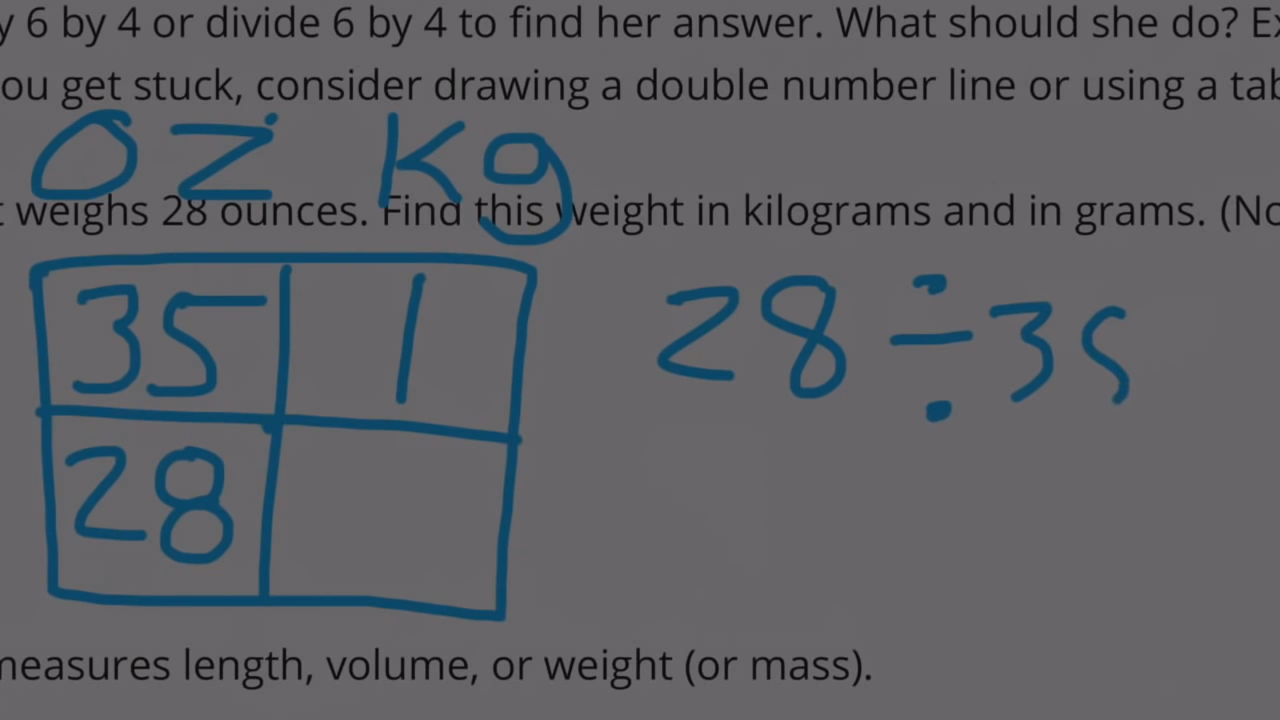 y 6 by 4 or divide 6 by 4 to find her answer. What should she do? Ex
ou get stuck, consider drawing a double number line or using a tab
OZ Kg
t weighs 28 ounces. Find this weight in kilograms and in grams. (No
35 1 28 ÷ 35
28
measures length, volume, or weight (or mass).